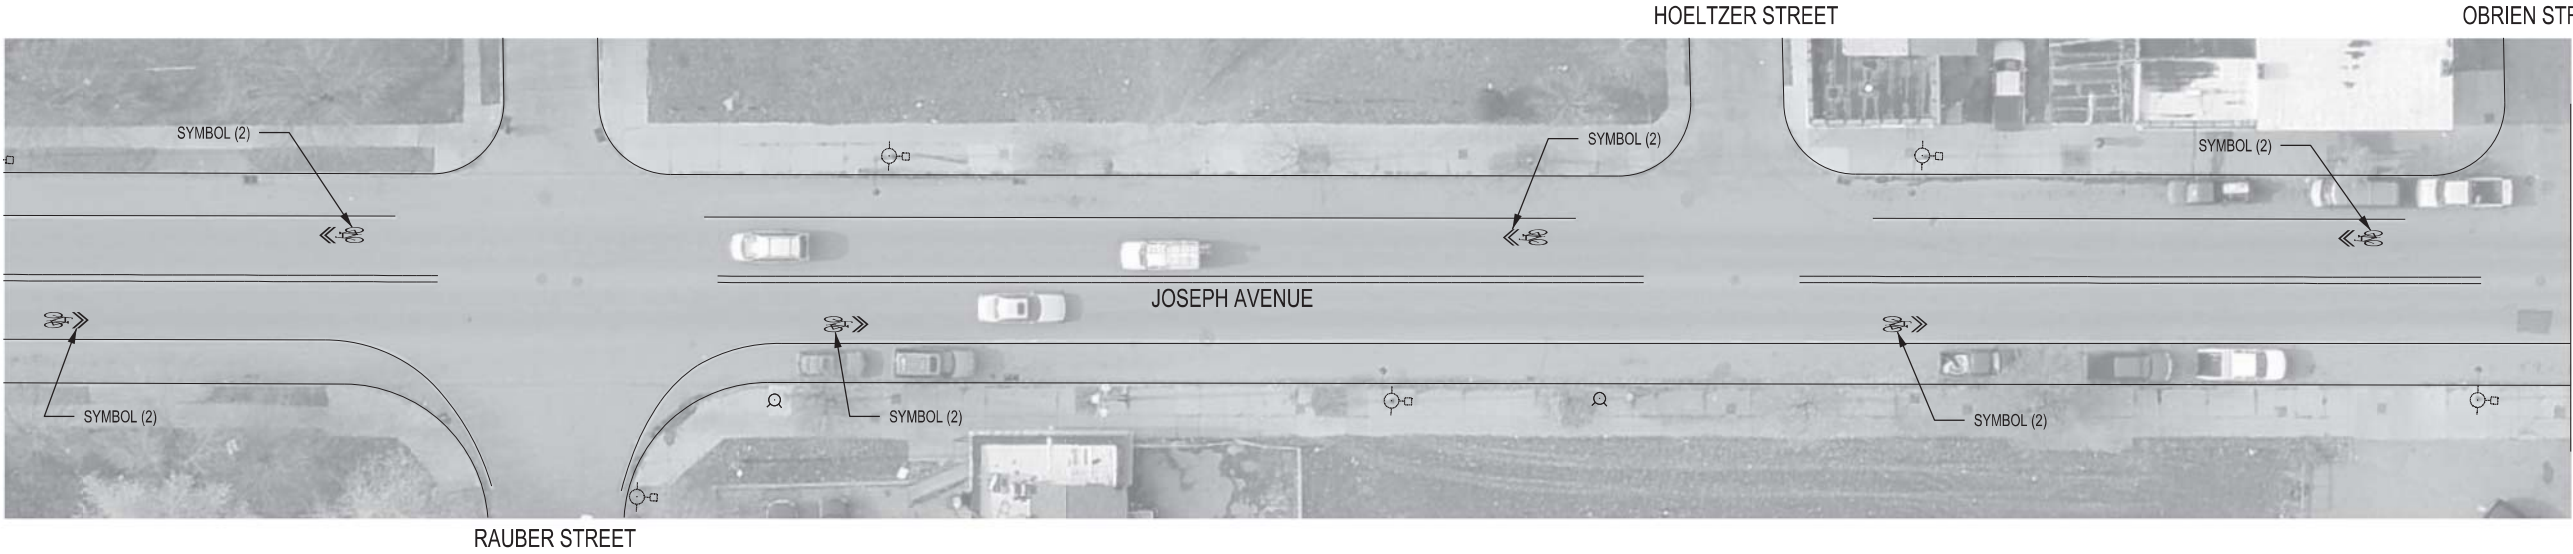 HOELTZER STREET
OBRIEN STR
SYMBOL (2)
SYMBOL (2)
SYMBOL (2)
JOSEPH AVENUE
SYMBOL (2)
SYMBOL (2)
SYMBOL (2)
RAUBER STREET